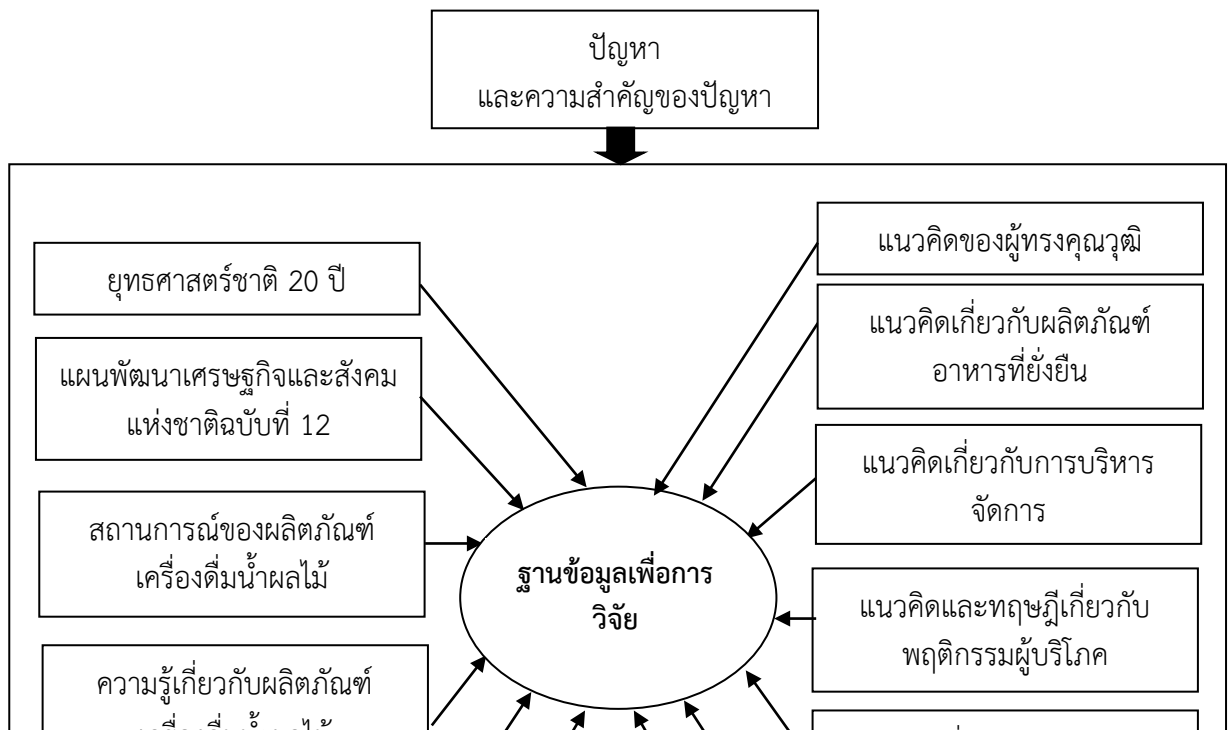 ปัญหา
และความสำคัญของปัญหา
ยุทธศาสตร์ชาติ 20 ปี
แผนพัฒนาเศรษฐกิจและสังคม
แห่งชาติฉบับที่ 12
สถานการณ์ของผลิตภัณฑ์
เครื่องดื่มน้ำผลไม้
ความรู้เกี่ยวกับผลิตภัณฑ์
ฐานข้อมูลเพื่อการ
วิจัย
แนวคิดของผู้ทรงคุณวุฒิ
แนวคิดเกี่ยวกับผลิตภัณฑ์
อาหารที่ยั่งยืน
แนวคิดเกี่ยวกับการบริหาร
จัดการ
แนวคิดและทฤษฎีเกี่ยวกับ
พฤติกรรมผู้บริโภค